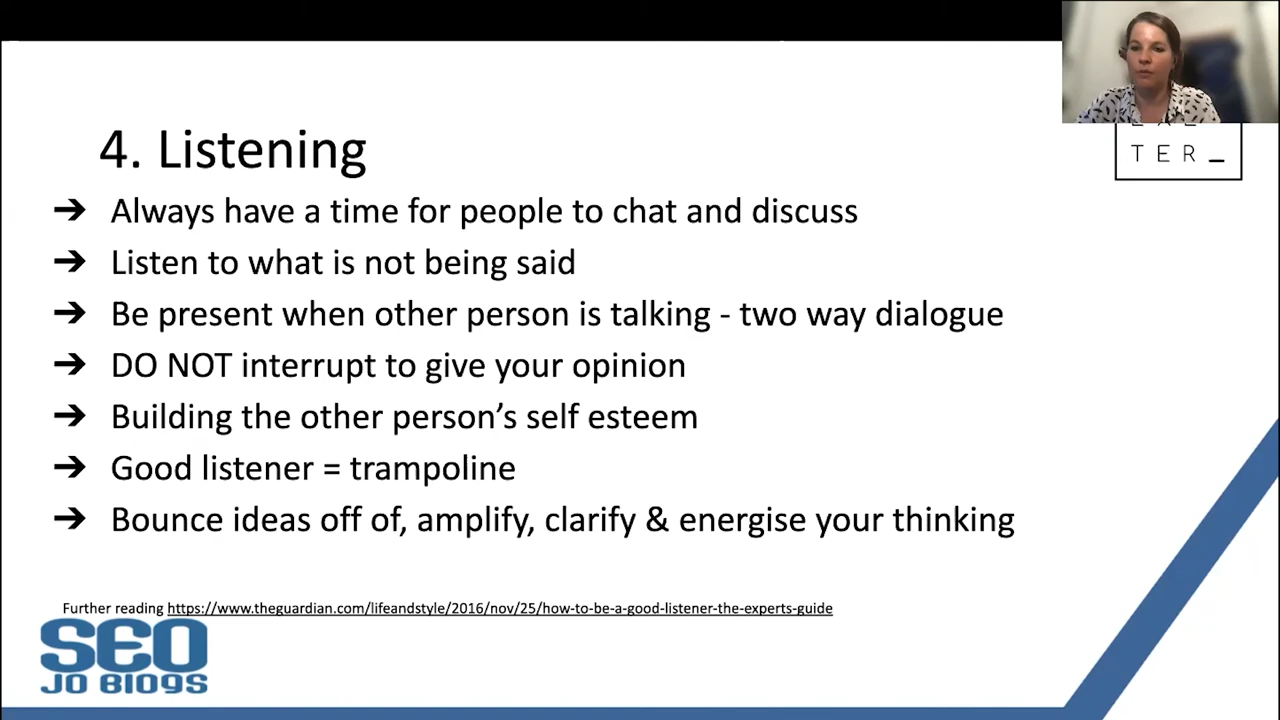 4. Listening
TER_
➔ Always have a time for people to chat and discuss
➔ Listen to what is not being said
➔ Be present when other person is talking - two way dialogue
➔ DO NOT interrupt to give your opinion
➔ Building the other person’s self esteem
➔ Good listener = trampoline
➔ Bounce ideas off of, amplify, clarify & energise your thinking
Further reading https://www.theguardian.com/lifeandstyle/2016/nov/25/how-to-be-a-good-listener-the-experts-guide
SEO
JO BLOGS